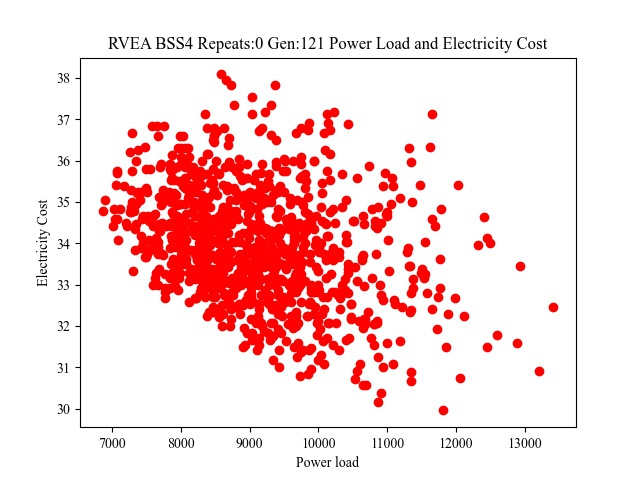 RVEA BSS4 Repeats:0 Gen:121 Power Load and Electricity Cost
38
37
36
35
34
33
32
31
30
Electricity Cost
7000 8000 9000 10000 11000 12000 13000
Power load